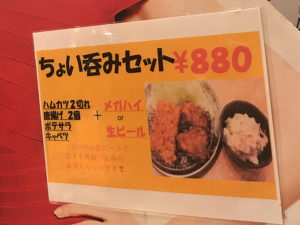 ちょい呑みセット¥880
ハムカツ2切れ
唐揚げ 2個
ポテサラ
キャベツ
+
メガハイ
or
生ビール